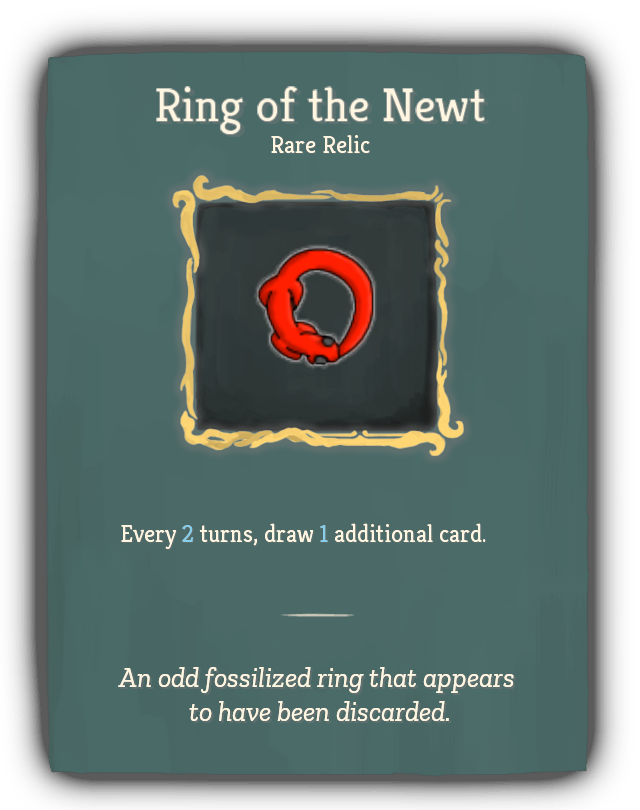 Ring of the Newt
Rare Relic
Every 2 turns, draw 1 additional card.
An odd fossilized ring that appears
to have been discarded.